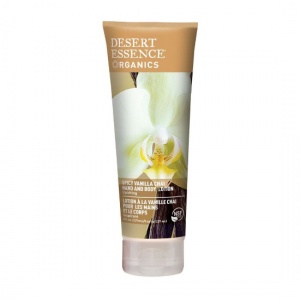 DESERT
ESSENCE
ORGANICS
SPICY VANILLA CHAI
HAND AND BODY LOTION
LOTION À LA VANILLE CHAI
POUR LES MAINS
ET LE CORPS
NSF